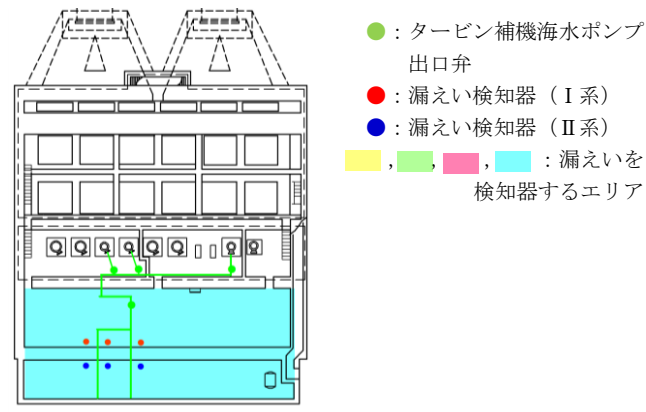 ●：タービン補機海水ポンプ
出口弁
●：漏えい検知器（Ⅰ系）
●：漏えい検知器（Ⅱ系）
,　,　,　：漏えいを
検知器するエリア